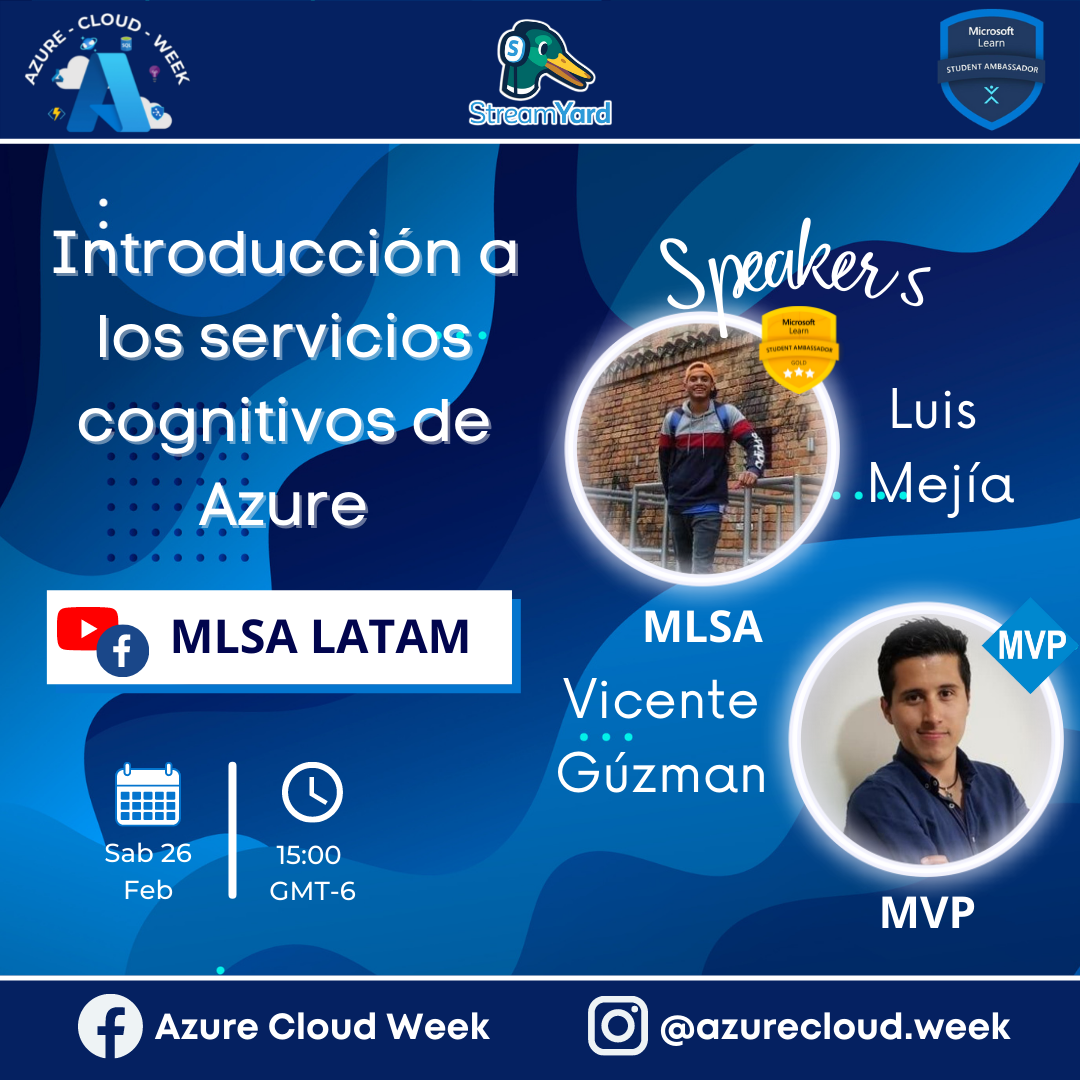 AZURE - CLOUD - WEEK
SQL
S
StreamYard
Microsoft
Learn
STUDENT AMBASSADOR
Introducción a
los servicios
cognitivos de
Azure
Speakers
Microsoft
Learn
STUDENT AMBASSADOR
GOLD
Luis
Mejía
MLSA
MLSA LATAM
MVP
Vicente
Gúzman
MVP
Sab 26
Feb
15:00
GMT-6
Azure Cloud Week
@azurecloud.week